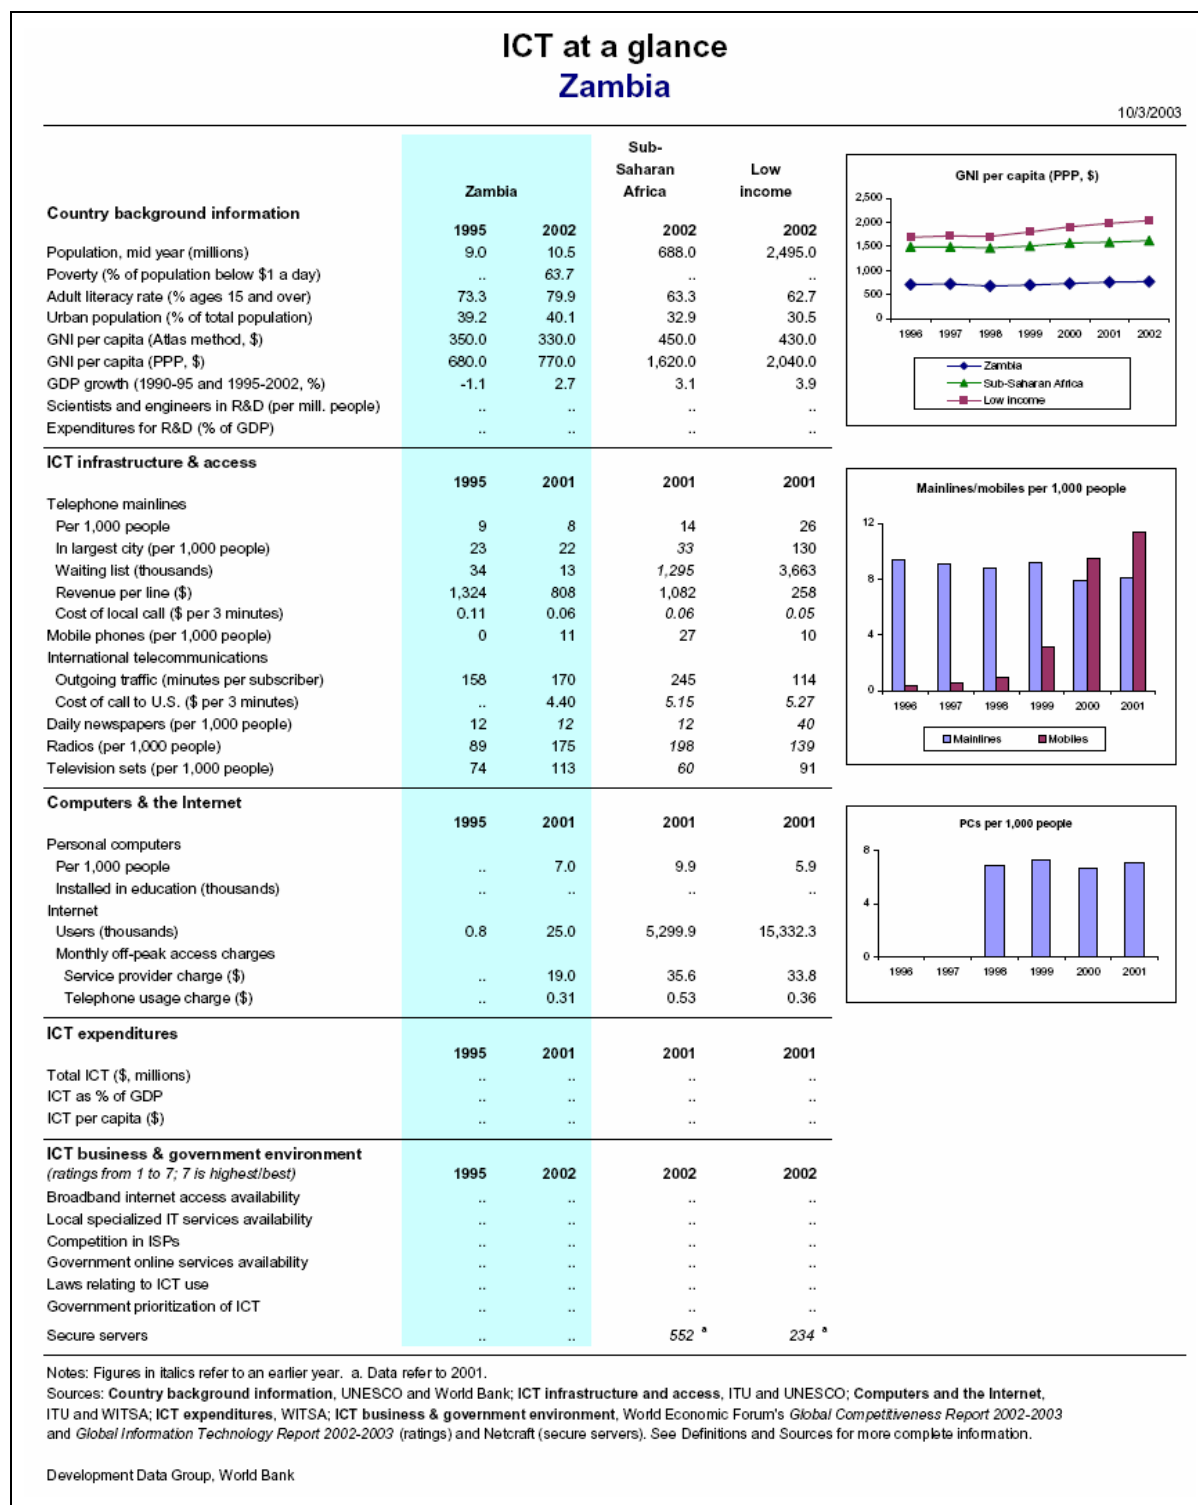 ICT at a glance
Zambia
10/3/2003
Sub-
Saharan Low
Zambia Africa income
Country background information
1995 2002 2002 2002
Population, mid year (millions) 9.0 10.5 688.0 2,495.0
Poverty (% of population below $1 a day) .. 63.7 .. ..
Adult literacy rate (% ages 15 and over) 73.3 79.9 63.3 62.7
Urban population (% of total population) 39.2 40.1 32.9 30.5
GNI per capita (Atlas method, $) 350.0 330.0 450.0 430.0
GNI per capita (PPP, $) 680.0 770.0 1,620.0 2,040.0
GDP growth (1990-95 and 1995-2002, %) -1.1 2.7 3.1 3.9
Scientists and engineers in R&D (per mill. people) .. .. .. ..
Expenditures for R&D (% of GDP) .. .. .. ..
GNI per capita (PPP, $)
2,500
2,000
1,500
1,000
500
0
1996 1997 1998 1999 2000 2001 2002
Zambia
Sub-Saharan Africa
Low income
ICT infrastructure & access
1995 2001 2001 2001
Telephone mainlines
Per 1,000 people 9 8 14 26
In largest city (per 1,000 people) 23 22 33 130
Waiting list (thousands) 34 13 1,295 3,663
Revenue per line ($) 1,324 808 1,082 258
Cost of local call ($ per 3 minutes) 0.11 0.06 0.06 0.05
Mobile phones (per 1,000 people) 0 11 27 10
International telecommunications
Outgoing traffic (minutes per subscriber) 158 170 245 114
Cost of call to U.S. ($ per 3 minutes) .. 4.40 5.15 5.27
Daily newspapers (per 1,000 people) 12 12 12 40
Radios (per 1,000 people) 89 175 198 139
Television sets (per 1,000 people) 74 113 60 91
Mainlines/mobiles per 1,000 people
12
8
4
0
1996 1997 1998 1999 2000 2001
Mainlines Mobiles
Computers & the Internet
1995 2001 2001 2001
Personal computers
Per 1,000 people .. 7.0 9.9 5.9
Installed in education (thousands) .. .. .. ..
Internet
Users (thousands) 0.8 25.0 5,299.9 15,332.3
Monthly off-peak access charges
Service provider charge ($) .. 19.0 35.6 33.8
Telephone usage charge ($) .. 0.31 0.53 0.36
PCs per 1,000 people
8
4
0
1996 1997 1998 1999 2000 2001
ICT expenditures
1995 2001 2001 2001
Total ICT ($, millions) .. .. .. ..
ICT as % of GDP .. .. .. ..
ICT per capita ($) .. .. .. ..
ICT business & government environment
(ratings from 1 to 7; 7 is highest/best) 1995 2002 2002 2002
Broadband internet access availability .. .. .. ..
Local specialized IT services availability .. .. .. ..
Competition in ISPs .. .. .. ..
Government online services availability .. .. .. ..
Laws relating to ICT use .. .. .. ..
Government prioritization of ICT .. .. .. ..
Secure servers .. .. 552 a 234 a
Notes: Figures in italics refer to an earlier year. a. Data refer to 2001.
Sources: Country background information, UNESCO and World Bank; ICT infrastructure and access, ITU and UNESCO; Computers and the Internet,
ITU and WITSA; ICT expenditures, WITSA; ICT business & government environment, World Economic Forum's Global Competitiveness Report 2002-2003
and Global Information Technology Report 2002-2003 (ratings) and Netcraft (secure servers). See Definitions and Sources for more complete information.
Development Data Group, World Bank